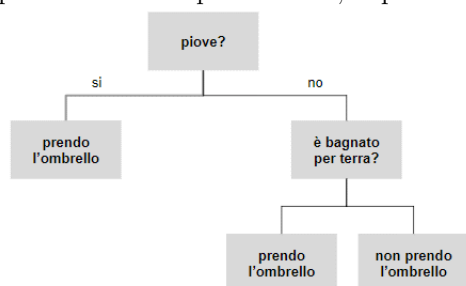 piove?
si
no
prendo
l'ombrello
è bagnato
per terra?
prendo
l'ombrello
non prendo
l'ombrello